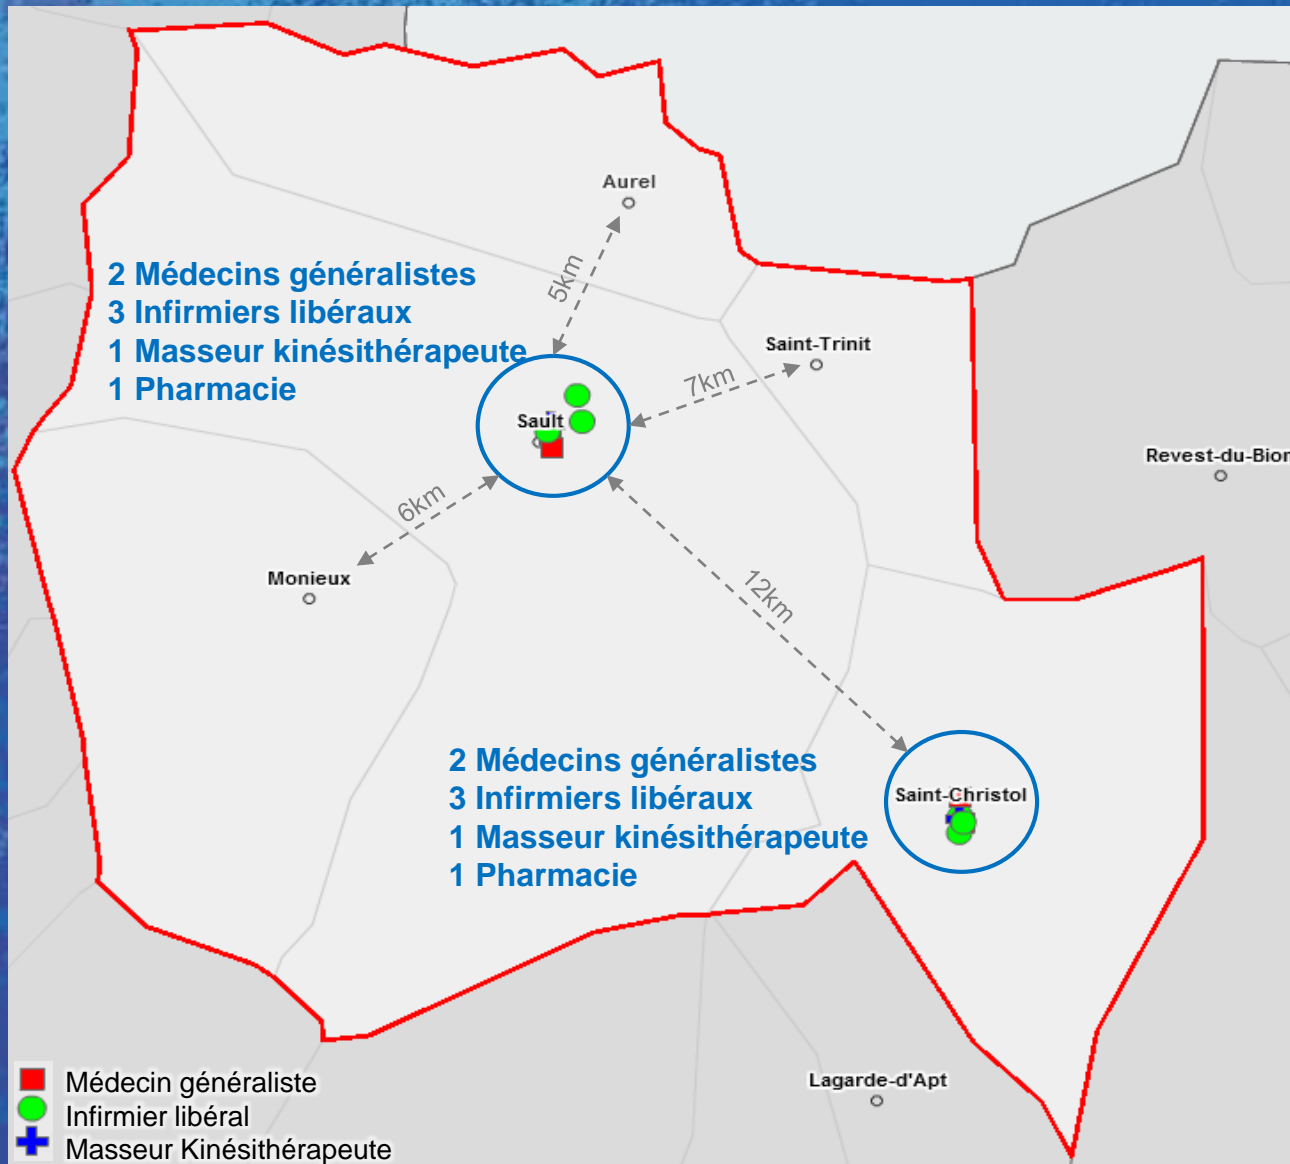 Aurel
5km
2 Médecins généralistes
3 Infirmiers libéraux
1 Masseur kinésithérapeute
1 Pharmacie
Saint-Trinit
7km
Sault
Revest-du-Bion
6km
Monieux
12km
2 Médecins généralistes
3 Infirmiers libéraux
1 Masseur kinésithérapeute
1 Pharmacie
Saint-Christol
Lagarde-d'Apt
Médecin généraliste
Infirmier libéral
Masseur Kinésithérapeute